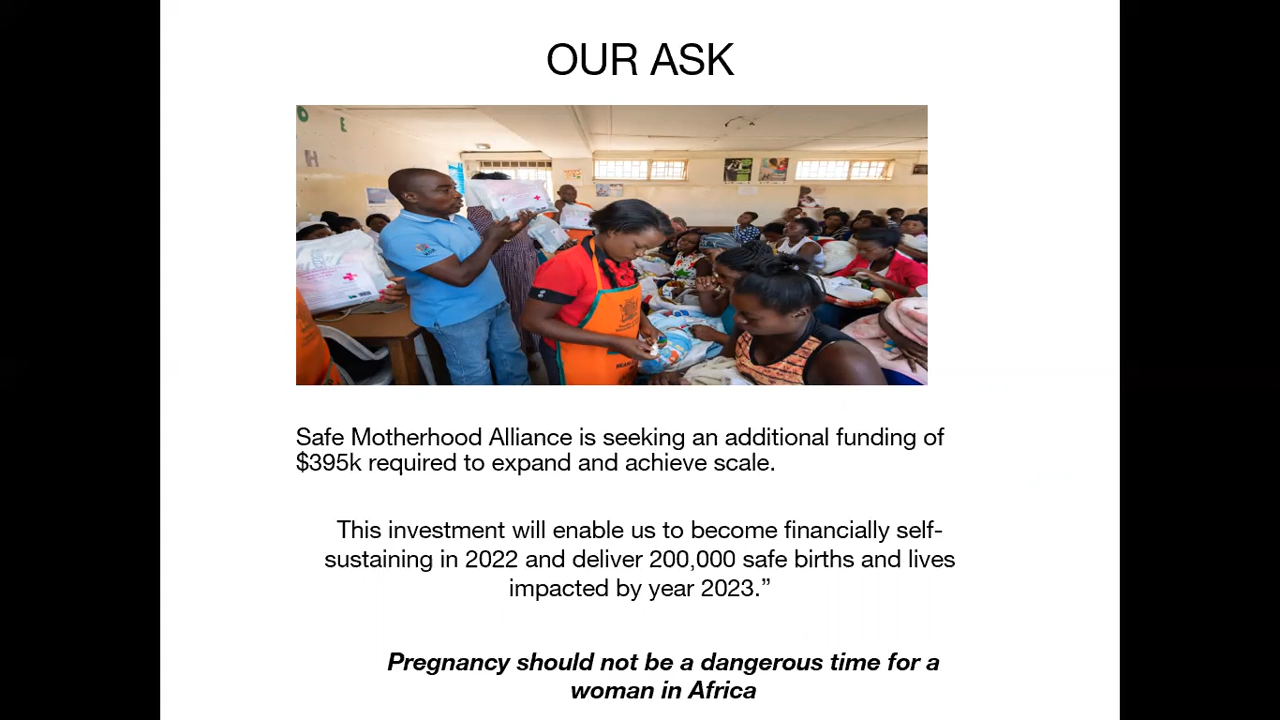 OUR ASK
Safe Motherhood Alliance is seeking an additional funding of
$395k required to expand and achieve scale.
This investment will enable us to become financially self-
sustaining in 2022 and deliver 200,000 safe births and lives
impacted by year 2023.”
Pregnancy should not be a dangerous time for a
woman in Africa